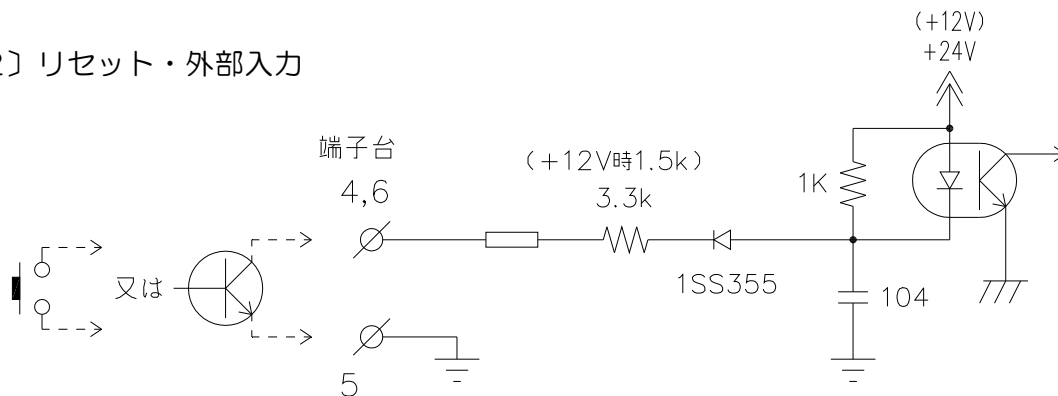 2〕リセット・外部入力
(+12V)
+24V
端子台
4,6
(+12V時1.5k)
3.3k
1K
又は
1SS355
104
5